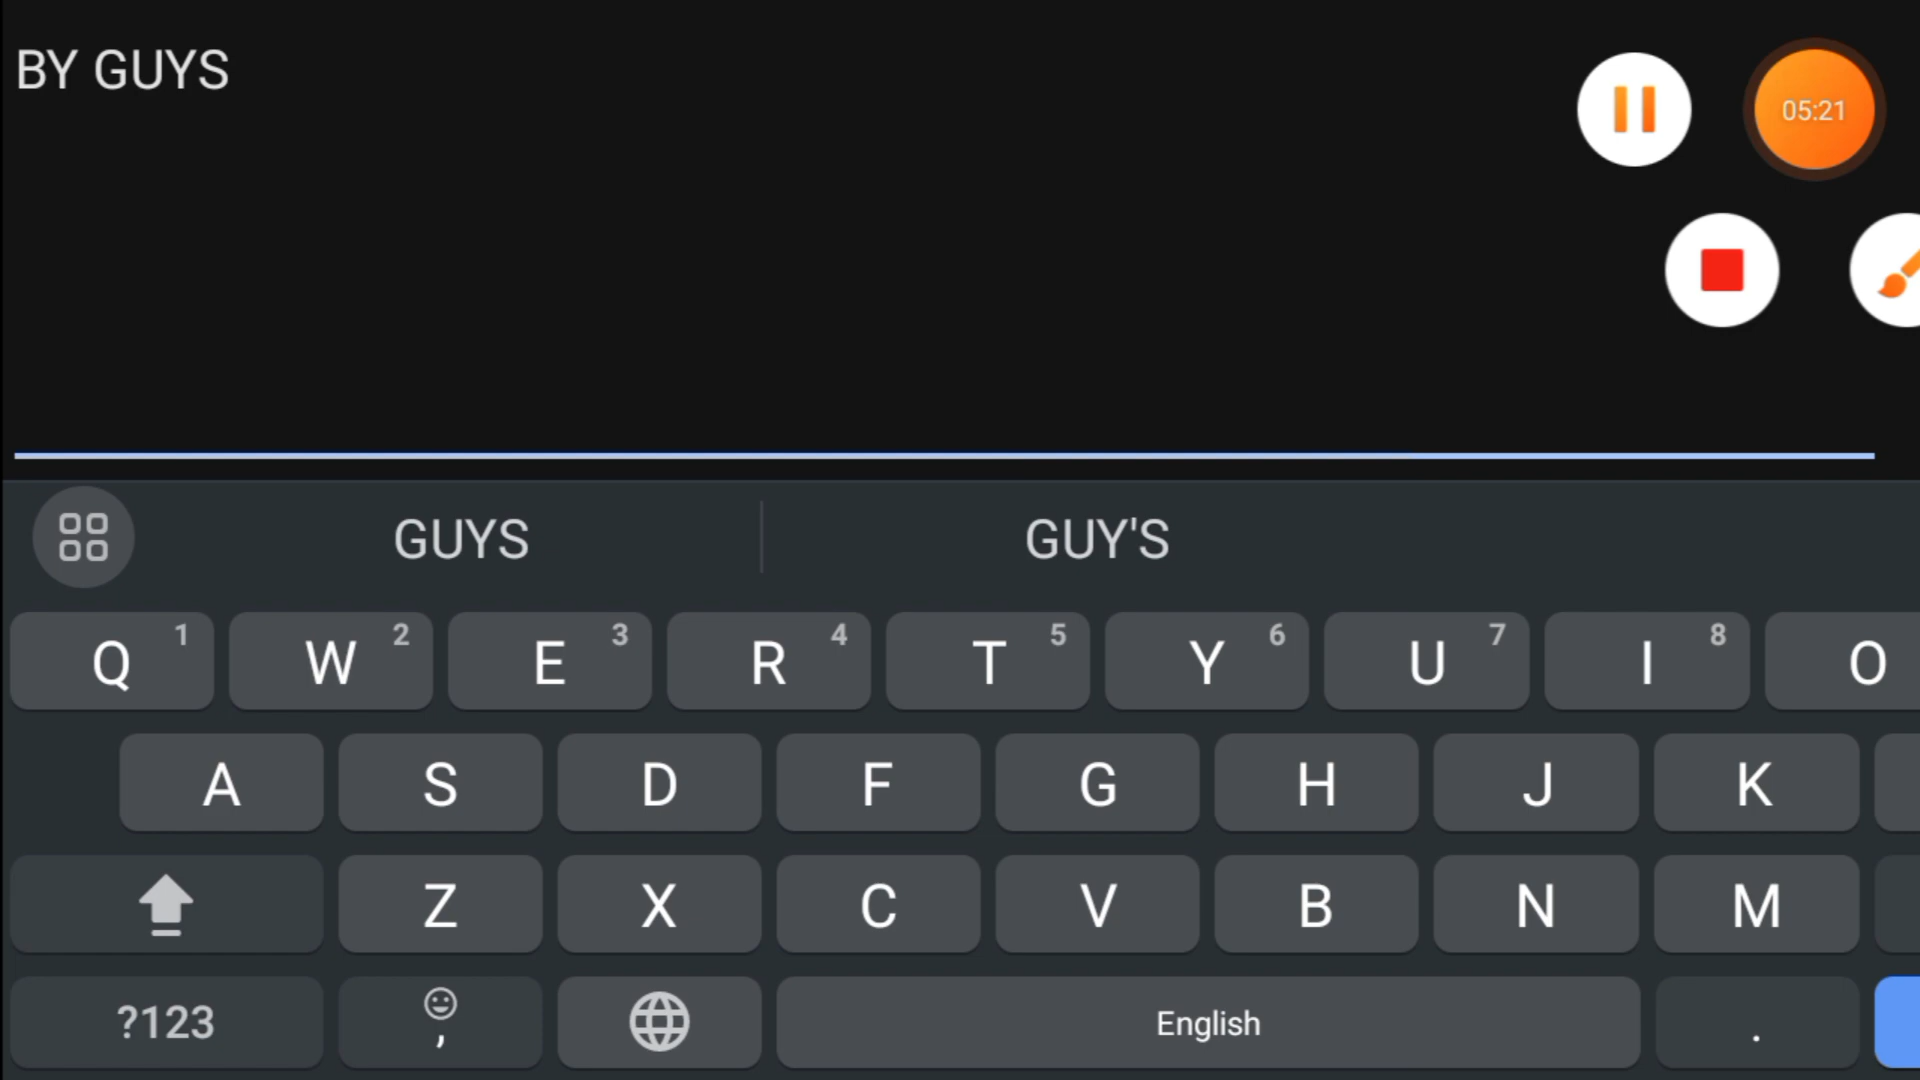 BY GUYS
05:21
GUYS GUY'S
Q 1 W 2 E 3 R 4 T 5 Y 6 U 7 I 8 O
A S D F G H J K
Z X C V B N M
?123 , English .